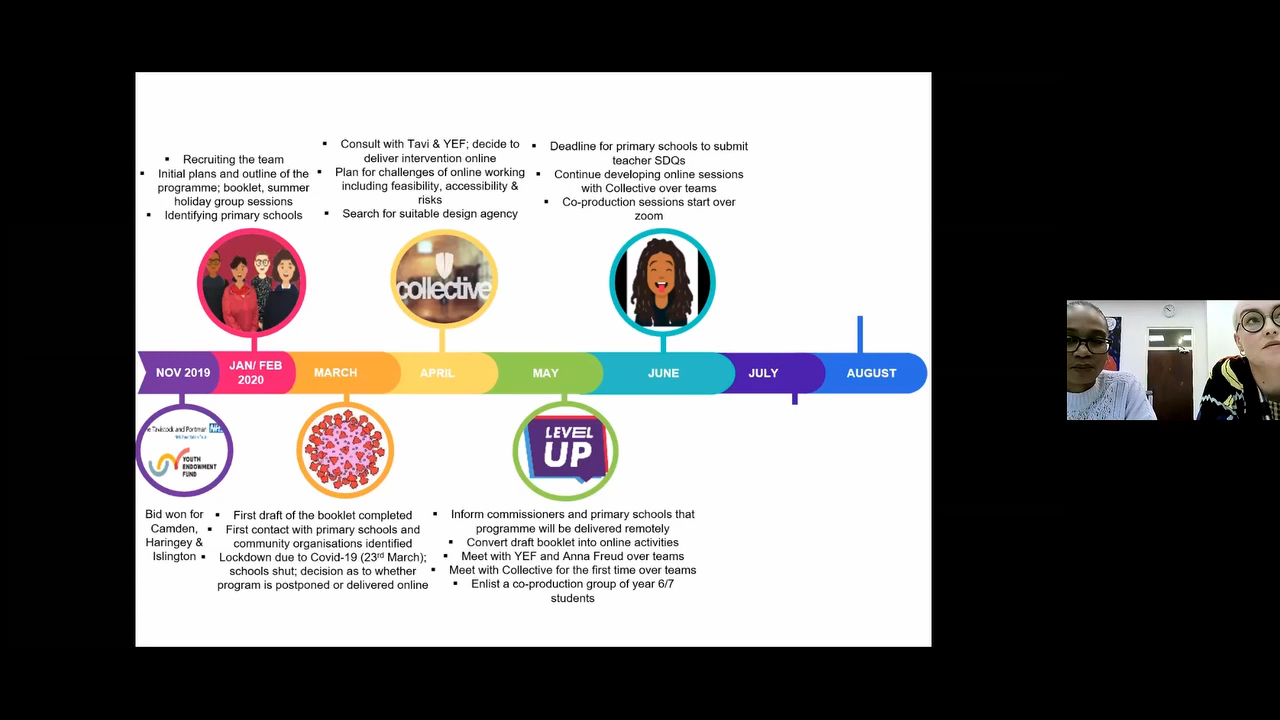 ▪ Recruiting the team
▪ Initial plans and outline of the
programme; booklet, summer
holiday group sessions
▪ Identifying primary schools
▪ Consult with Tavi & YEF; decide to
deliver intervention online
▪ Plan for challenges of online working
including feasibility, accessibility &
risks
▪ Search for suitable design agency
▪ Deadline for primary schools to submit
teacher SDQs
▪ Continue developing online sessions
with Collective over teams
▪ Co-production sessions start over
zoom
collective
NOV 2019
JAN/ FEB
2020
MARCH
APRIL
MAY
JUNE
JULY
AUGUST
e Tavistock and Portman NHS
YOUTH
ENDOWMENT
FUND
LEVEL
UP
Bid won for
Camden,
Haringey &
Islington
▪ First draft of the booklet completed
▪ First contact with primary schools and
community organisations identified
▪ Lockdown due to Covid-19 (23rd March);
schools shut; decision as to whether
program is postponed or delivered online
▪ Inform commissioners and primary schools that
programme will be delivered remotely
▪ Convert draft booklet into online activities
▪ Meet with YEF and Anna Freud over teams
▪ Meet with Collective for the first time over teams
▪ Enlist a co-production group of year 6/7
students